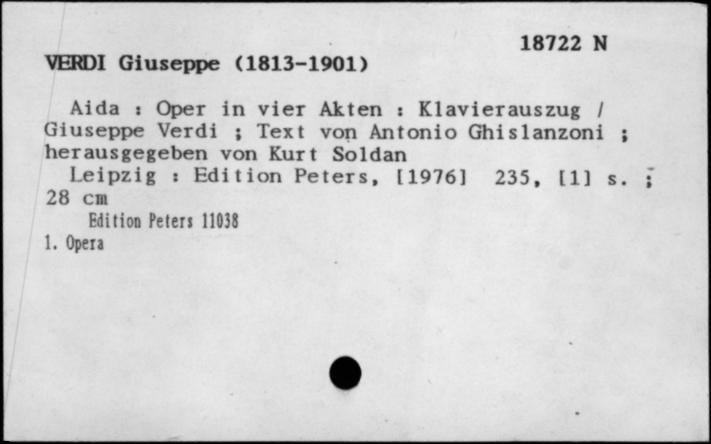 18722 N
VERDI Giuseppe (1813-1901)
Aida : Oper in vier Akten : Klavierauszug /
Giuseppe Verdi ; Text von Antonio Ghislanzoni ;
herausgegeben von Kurt Soldan
Leipzig : Edition Peters, [1976] 235, [1] s. ;
28 cm
Edition Peters 11038
1. Opera